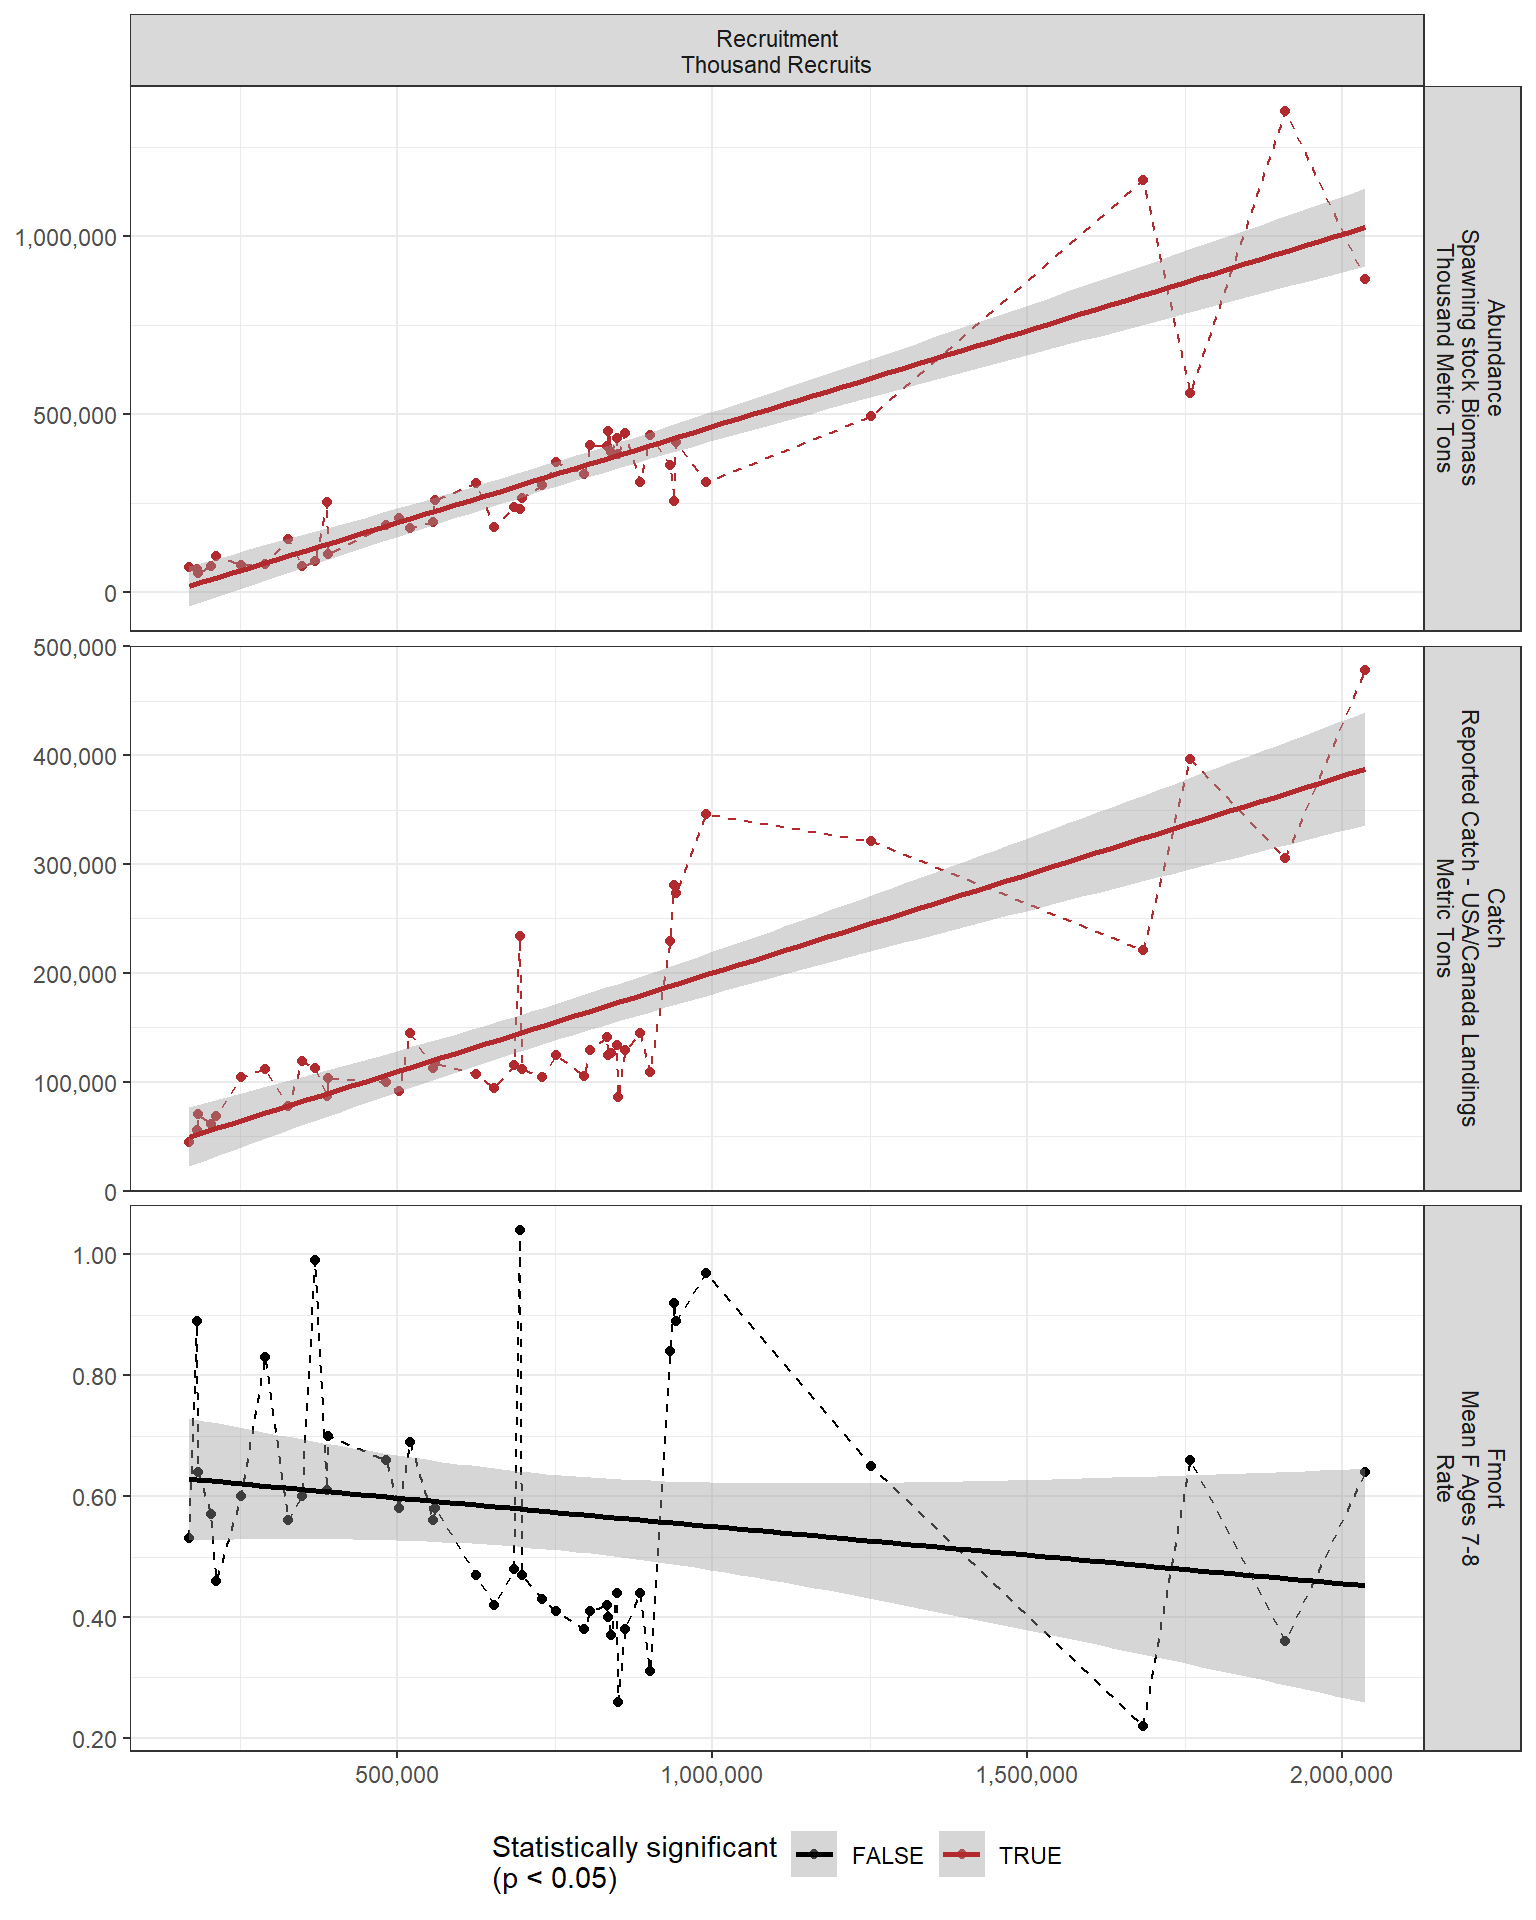 Recruitment
Thousand Recruits
1,000,000
500,000
0
Abundance
Spawning stock Biomass
Thousand Metric Tons
500,000
400,000
300,000
200,000
100,000
0
Catch
Reported Catch - USA/Canada Landings
Metric Tons
1.00
0.80
0.60
0.40
0.20
Fmort
Mean F Ages 7-8
Rate
500,000
1,000,000
1,500,000
2,000,000
Statistically significant
(p < 0.05)
FALSE
TRUE